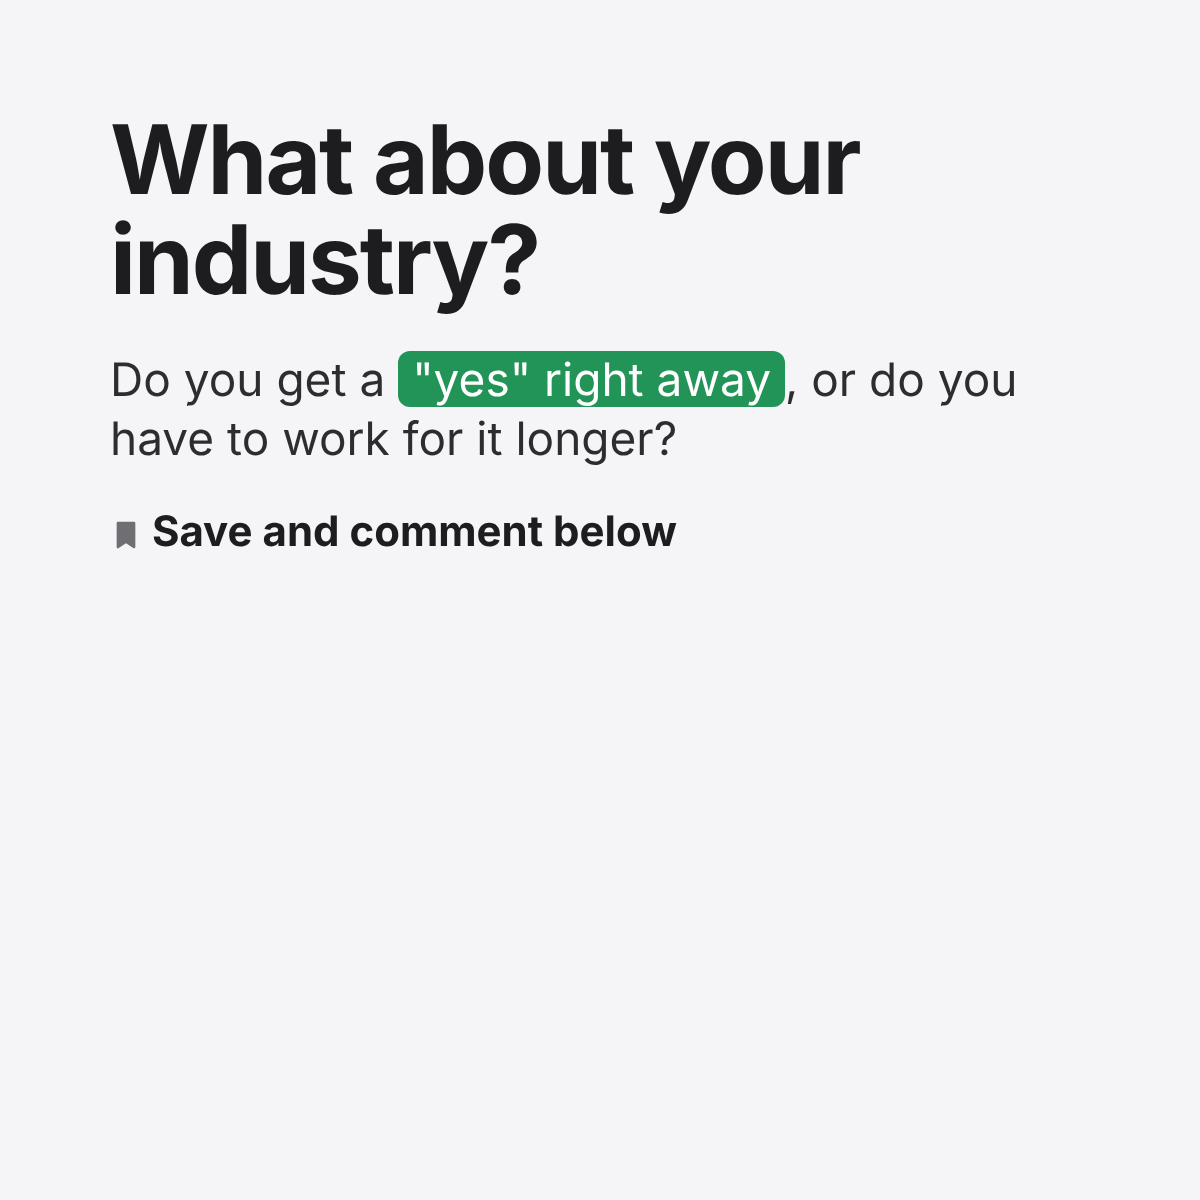 What about your
industry?
Do you get a "yes" right away, or do you
have to work for it longer?
Save and comment below